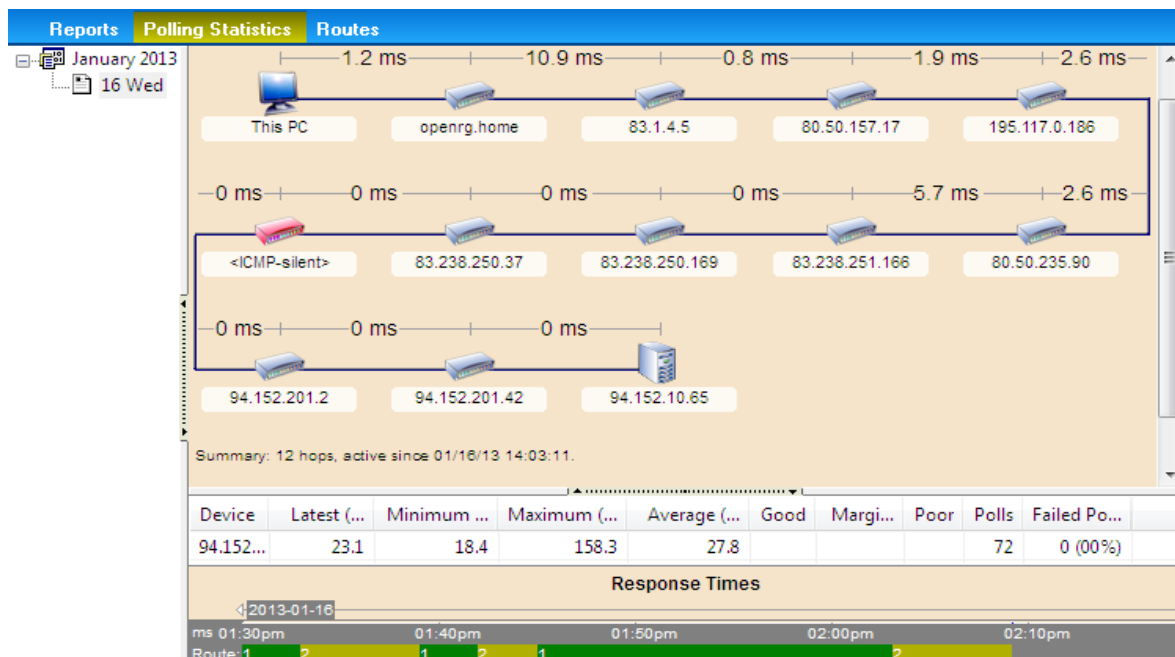 Reports Polling Statistics Routes
January 2013
16 Wed
1.2 ms 10.9 ms 0.8 ms 1.9 ms 2.6 ms
This PC openrg.home 83.1.4.5 80.50.157.17 195.117.0.186
0 ms 0 ms 0 ms 0 ms 5.7 ms 2.6 ms
<ICMP-silent> 83.238.250.37 83.238.250.169 83.238.251.166 80.50.235.90
0 ms 0 ms 0 ms
94.152.201.2 94.152.201.42 94.152.10.65
Summary: 12 hops, active since 01/16/13 14:03:11.
Device Latest (... Minimum ... Maximum (... Average (... Good Margi... Poor Polls Failed Po...
94.152... 23.1 18.4 158.3 27.8 72 0 (00%)
Response Times
2013-01-16
ms 01:30pm 01:40pm 01:50pm 02:00pm 02:10pm
Route: 1 2 1 2 1 2